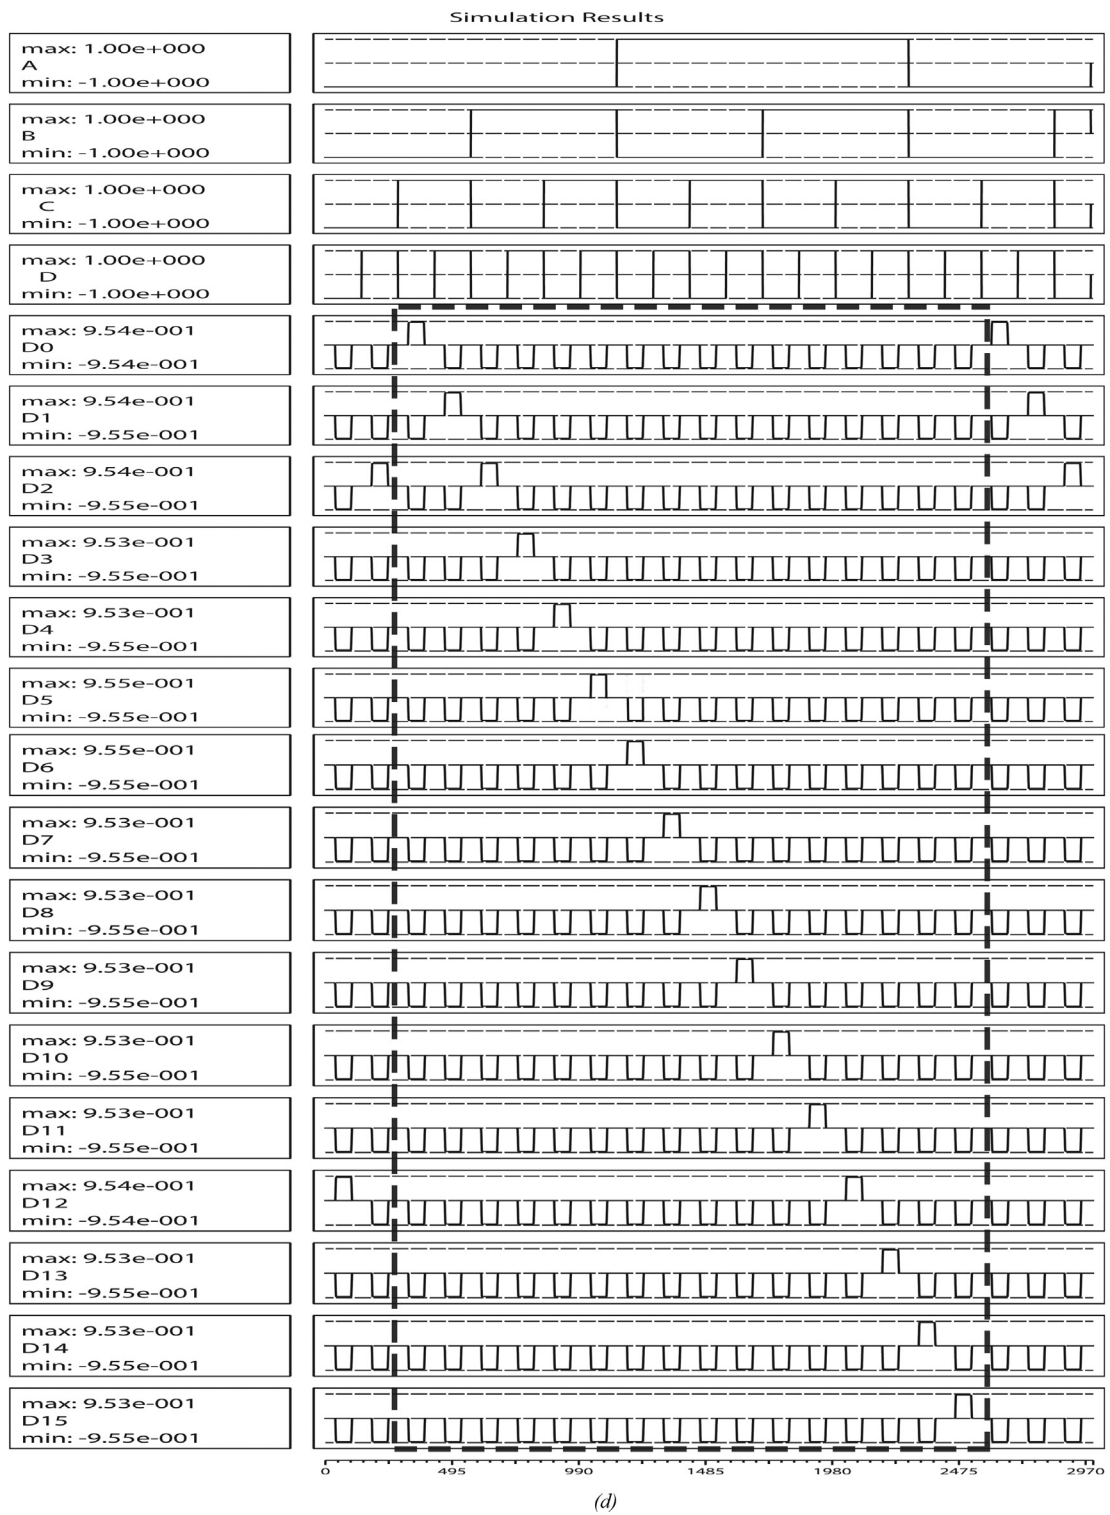 Simulation Results
max: 1.00e+000
A
min: -1.00e+000
max: 1.00e+000
B
min: -1.00e+000
max: 1.00e+000
C
min: -1.00e+000
max: 1.00e+000
D
min: -1.00e+000
max: 9.54e-001
D0
min: -9.54e-001
max: 9.54e-001
D1
min: -9.55e-001
max: 9.54e-001
D2
min: -9.55e-001
max: 9.53e-001
D3
min: -9.55e-001
max: 9.53e-001
D4
min: -9.55e-001
max: 9.55e-001
D5
min: -9.55e-001
max: 9.55e-001
D6
min: -9.55e-001
max: 9.53e-001
D7
min: -9.55e-001
max: 9.53e-001
D8
min: -9.55e-001
max: 9.53e-001
D9
min: -9.55e-001
max: 9.53e-001
D10
min: -9.55e-001
max: 9.53e-001
D11
min: -9.55e-001
max: 9.54e-001
D12
min: -9.54e-001
max: 9.53e-001
D13
min: -9.55e-001
max: 9.53e-001
D14
min: -9.55e-001
max: 9.53e-001
D15
min: -9.55e-001
0 495 990 1485 1980 2475 2970
(d)